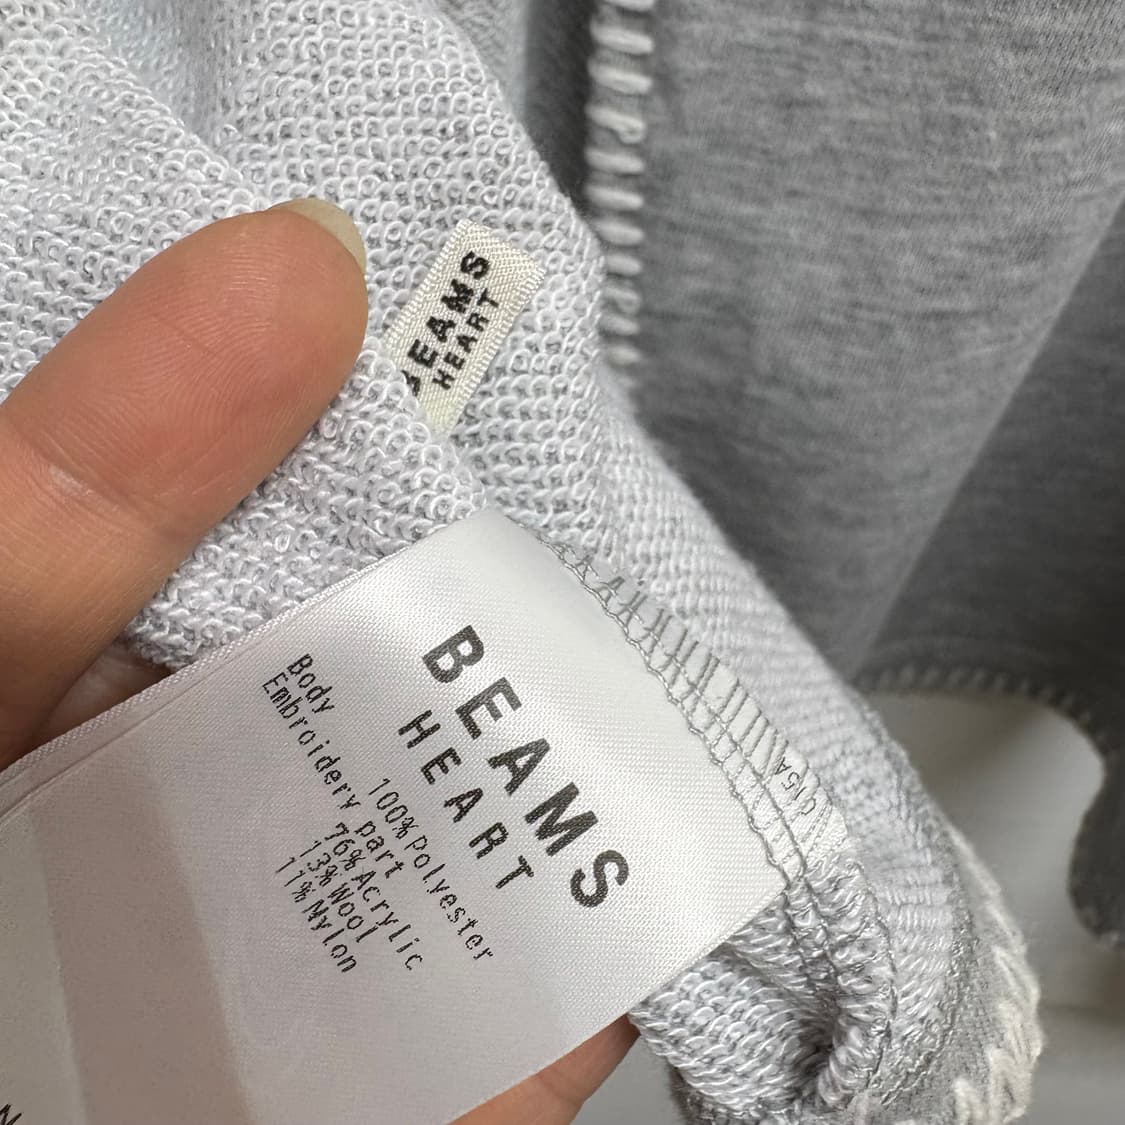 BEAMS
HEART
BEAMS
HEART
Body
100% Polyester
Embroidery part
76% Acrylic
13% Wool
11% Nylon